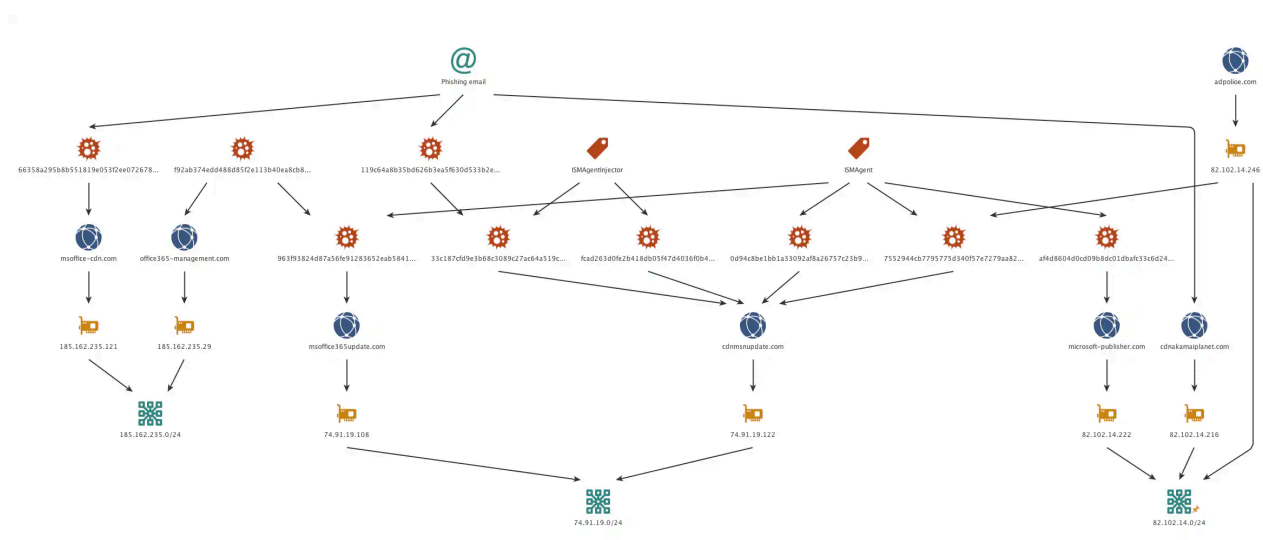 @
Phishing email
adpolioe.com
66358a295b8b551819e053f2ee072678...
f92ab374edd488d85f2e113b40ea8cb8...
119c64a8b35bd626b3ea5f630d533b2e...
ISMAgentInjector
ISMAgent
82.102.14.246
msoffice-cdn.com
office365-management.com
963f93824d87a56fe91283652eab5841...
33c187cfd9e3b68c3089c27ac64a519c...
fcad263d0fe2b418db05f47d4036f0b4...
0d94c8be1bb1a33092af8a26757c23b9...
7552944cb7795775d340f57e7279aa82...
af4d8604d0cd09b8dc01dbafc33c6d24...
185.162.235.121
185.162.235.29
msoffice365update.com
cdnmsnupdate.com
microsoft-publisher.com
cdnakamaiplanet.com
185.162.235.0/24
74.91.19.108
74.91.19.122
82.102.14.222
82.102.14.216
74.91.19.0/24
82.102.14.0/24